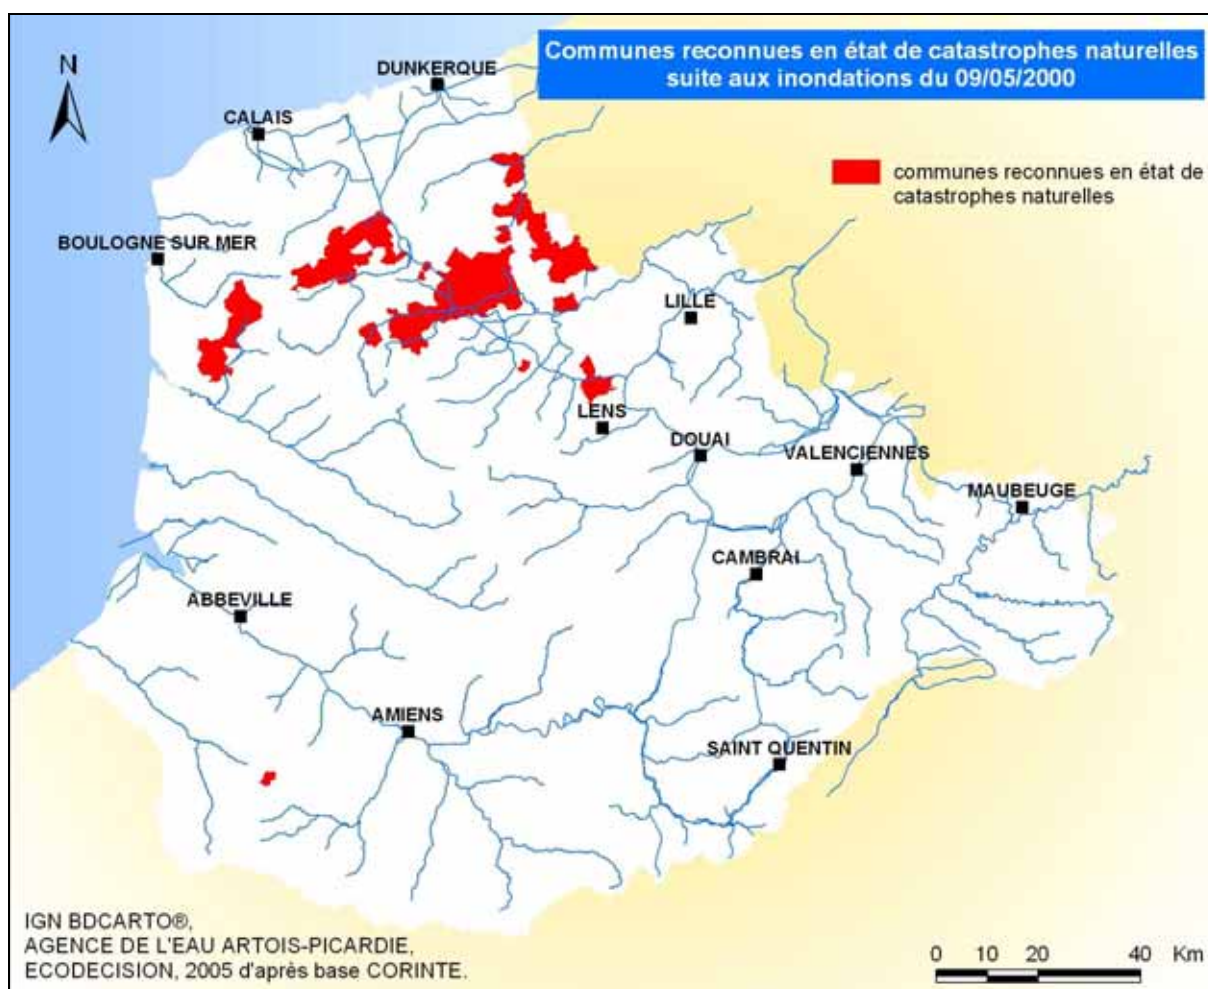 Communes reconnues en état de catastrophes naturelles
suite aux inondations du 09/05/2000
N
DUNKERQUE
CALAIS
communes reconnues en état de
catastrophes naturelles
BOULOGNE SUR MER
LILLE
LENS
DOUAI
VALENCIENNES
MAUBEUGE
CAMBRAI
ABBEVILLE
AMIENS
SAINT QUENTIN
IGN BDCARTO®,
AGENCE DE L'EAU ARTOIS-PICARDIE,
ECODECISION, 2005 d'après base CORINTE.
0 10 20 40 Km